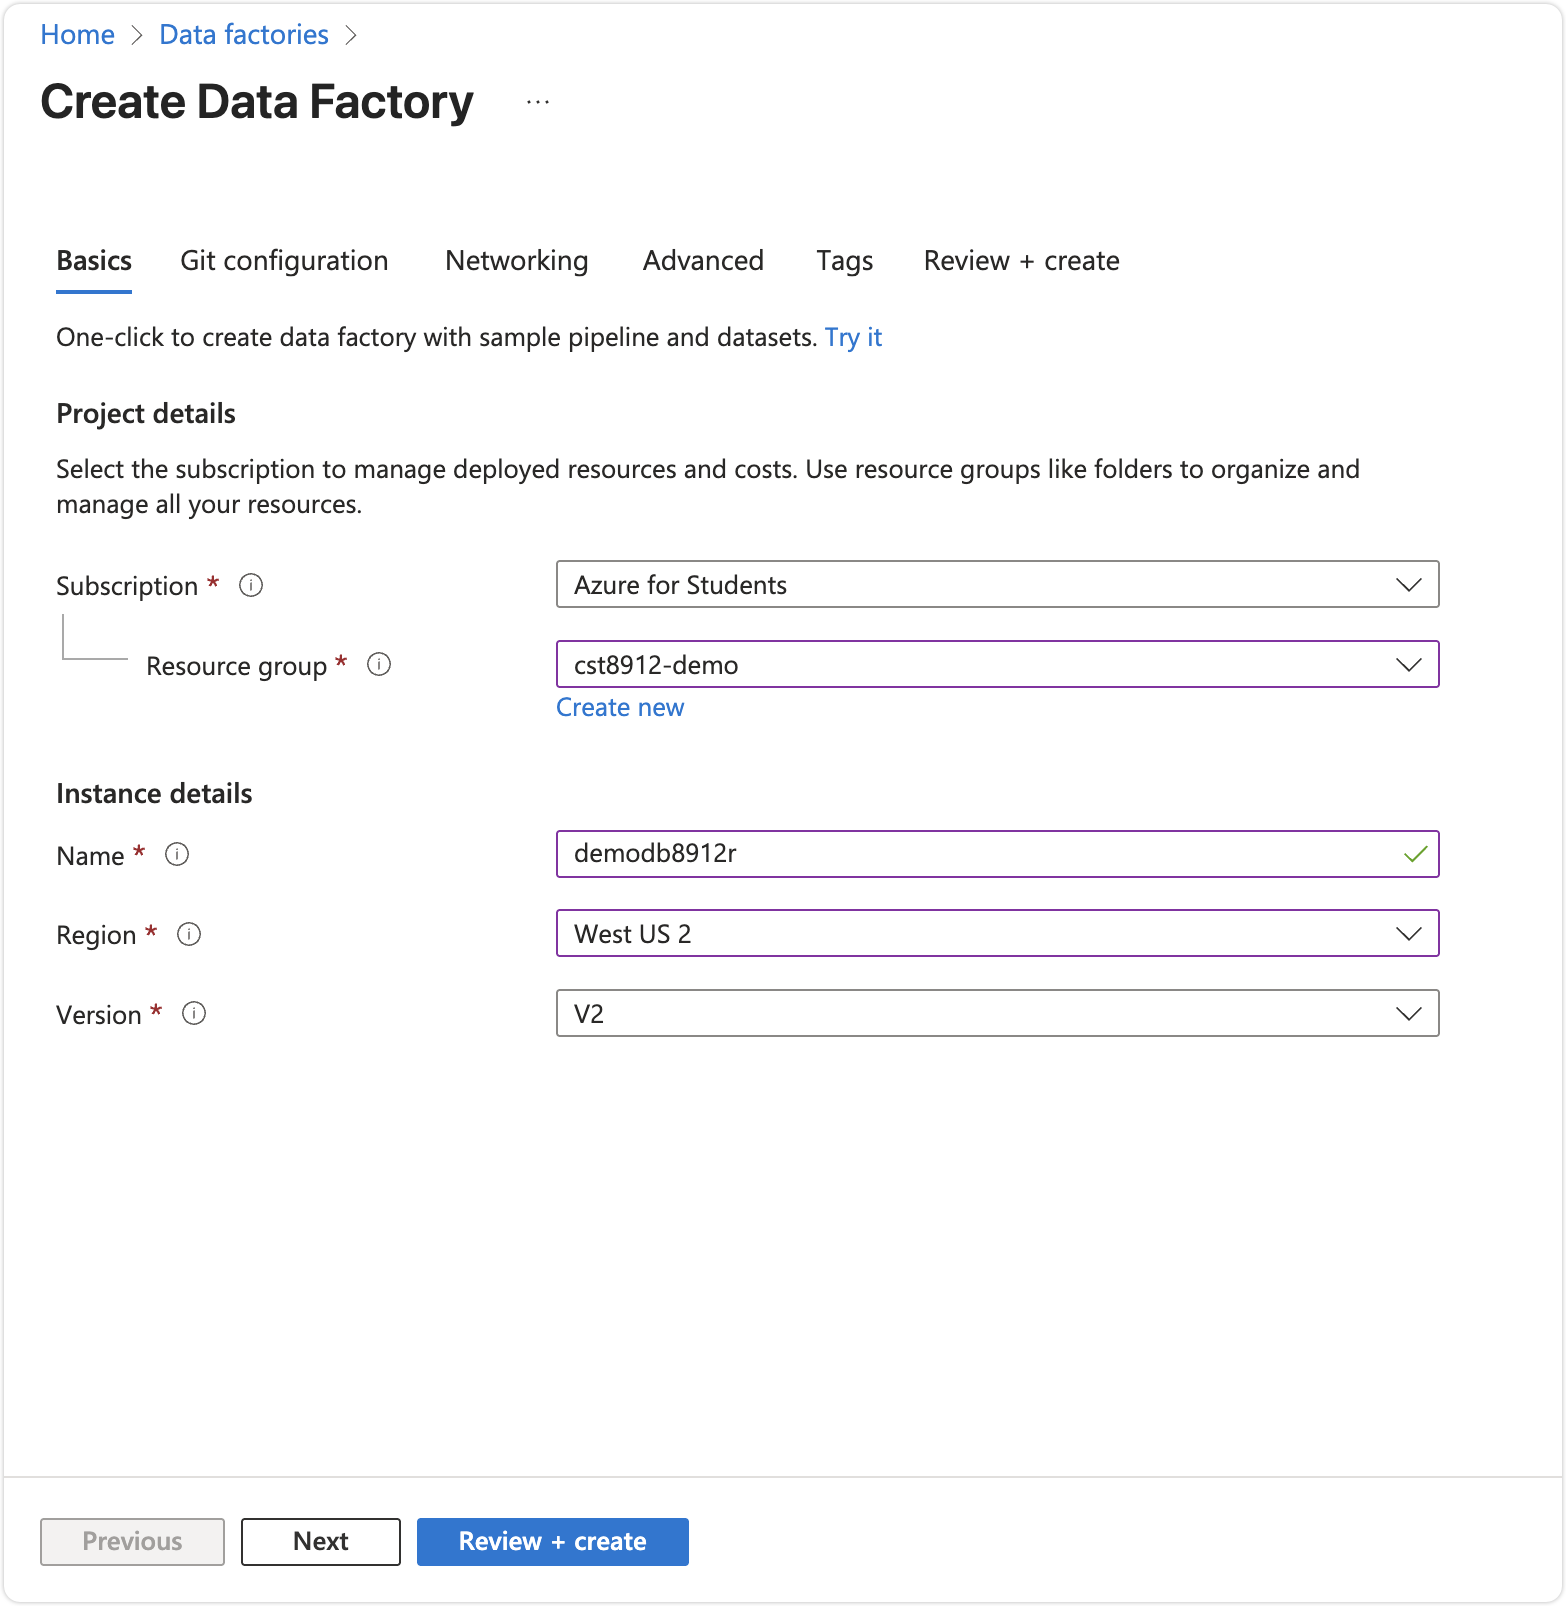 Home > Data factories >
Create Data Factory ...
Basics Git configuration Networking Advanced Tags Review + create
One-click to create data factory with sample pipeline and datasets. Try it
Project details
Select the subscription to manage deployed resources and costs. Use resource groups like folders to organize and
manage all your resources.
Subscription * Azure for Students
Resource group * cst8912-demo
Create new
Instance details
Name * demodb8912r
Region * West US 2
Version * V2
Previous Next Review + create